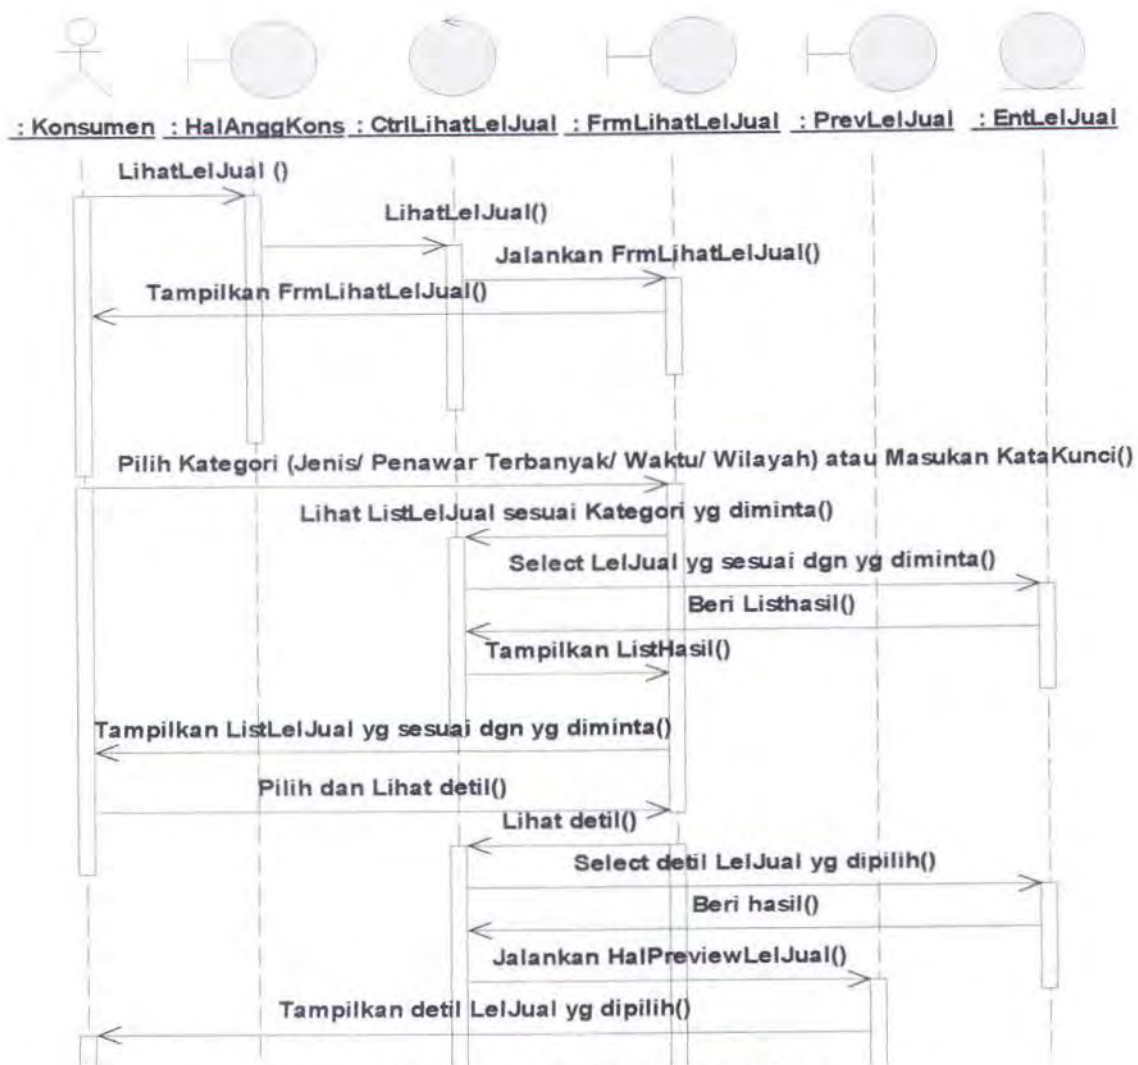 : Konsumen : HalAnggKons : CtrlLihatLelJual : FrmLihatLelJual : PrevLelJual : EntLelJual
LihatLelJual ()
LihatLelJual()
Jalankan FrmLihatLelJual()
Tampilkan FrmLihatLelJual()
Pilih Kategori (Jenis/ Penawar Terbanyak/ Waktu/ Wilayah) atau Masukan KataKunci()
Lihat ListLelJual sesuai Kategori yg diminta()
Select LelJual yg sesuai dgn yg diminta()
Beri Listhasil()
Tampilkan ListHasil()
Tampilkan ListLelJual yg sesuai dgn yg diminta()
Pilih dan Lihat detil()
Lihat detil()
Select detil LelJual yg dipilih()
Beri hasil()
Jalankan HalPreviewLelJual()
Tampilkan detil LelJual yg dipilih()